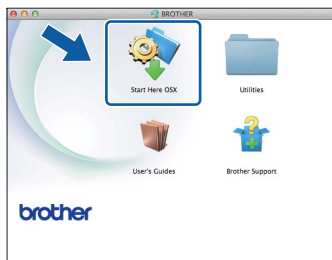 BROTHER
Start Here OSX
Utilities
User's Guides
Brother Support
brother